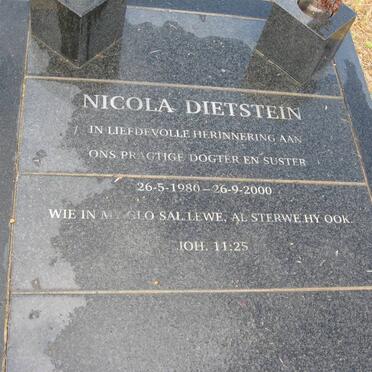 NICOLA DIETSTEIN
IN LIEFDEVOLLE HERINNERING AAN
ONS PRAGTIGE DOGTER EN SUSTER
26-5-1980 – 26-9-2000
WIE IN MY GLO SAL LEWE, AL STERWE HY OOK.
JOH. 11:25